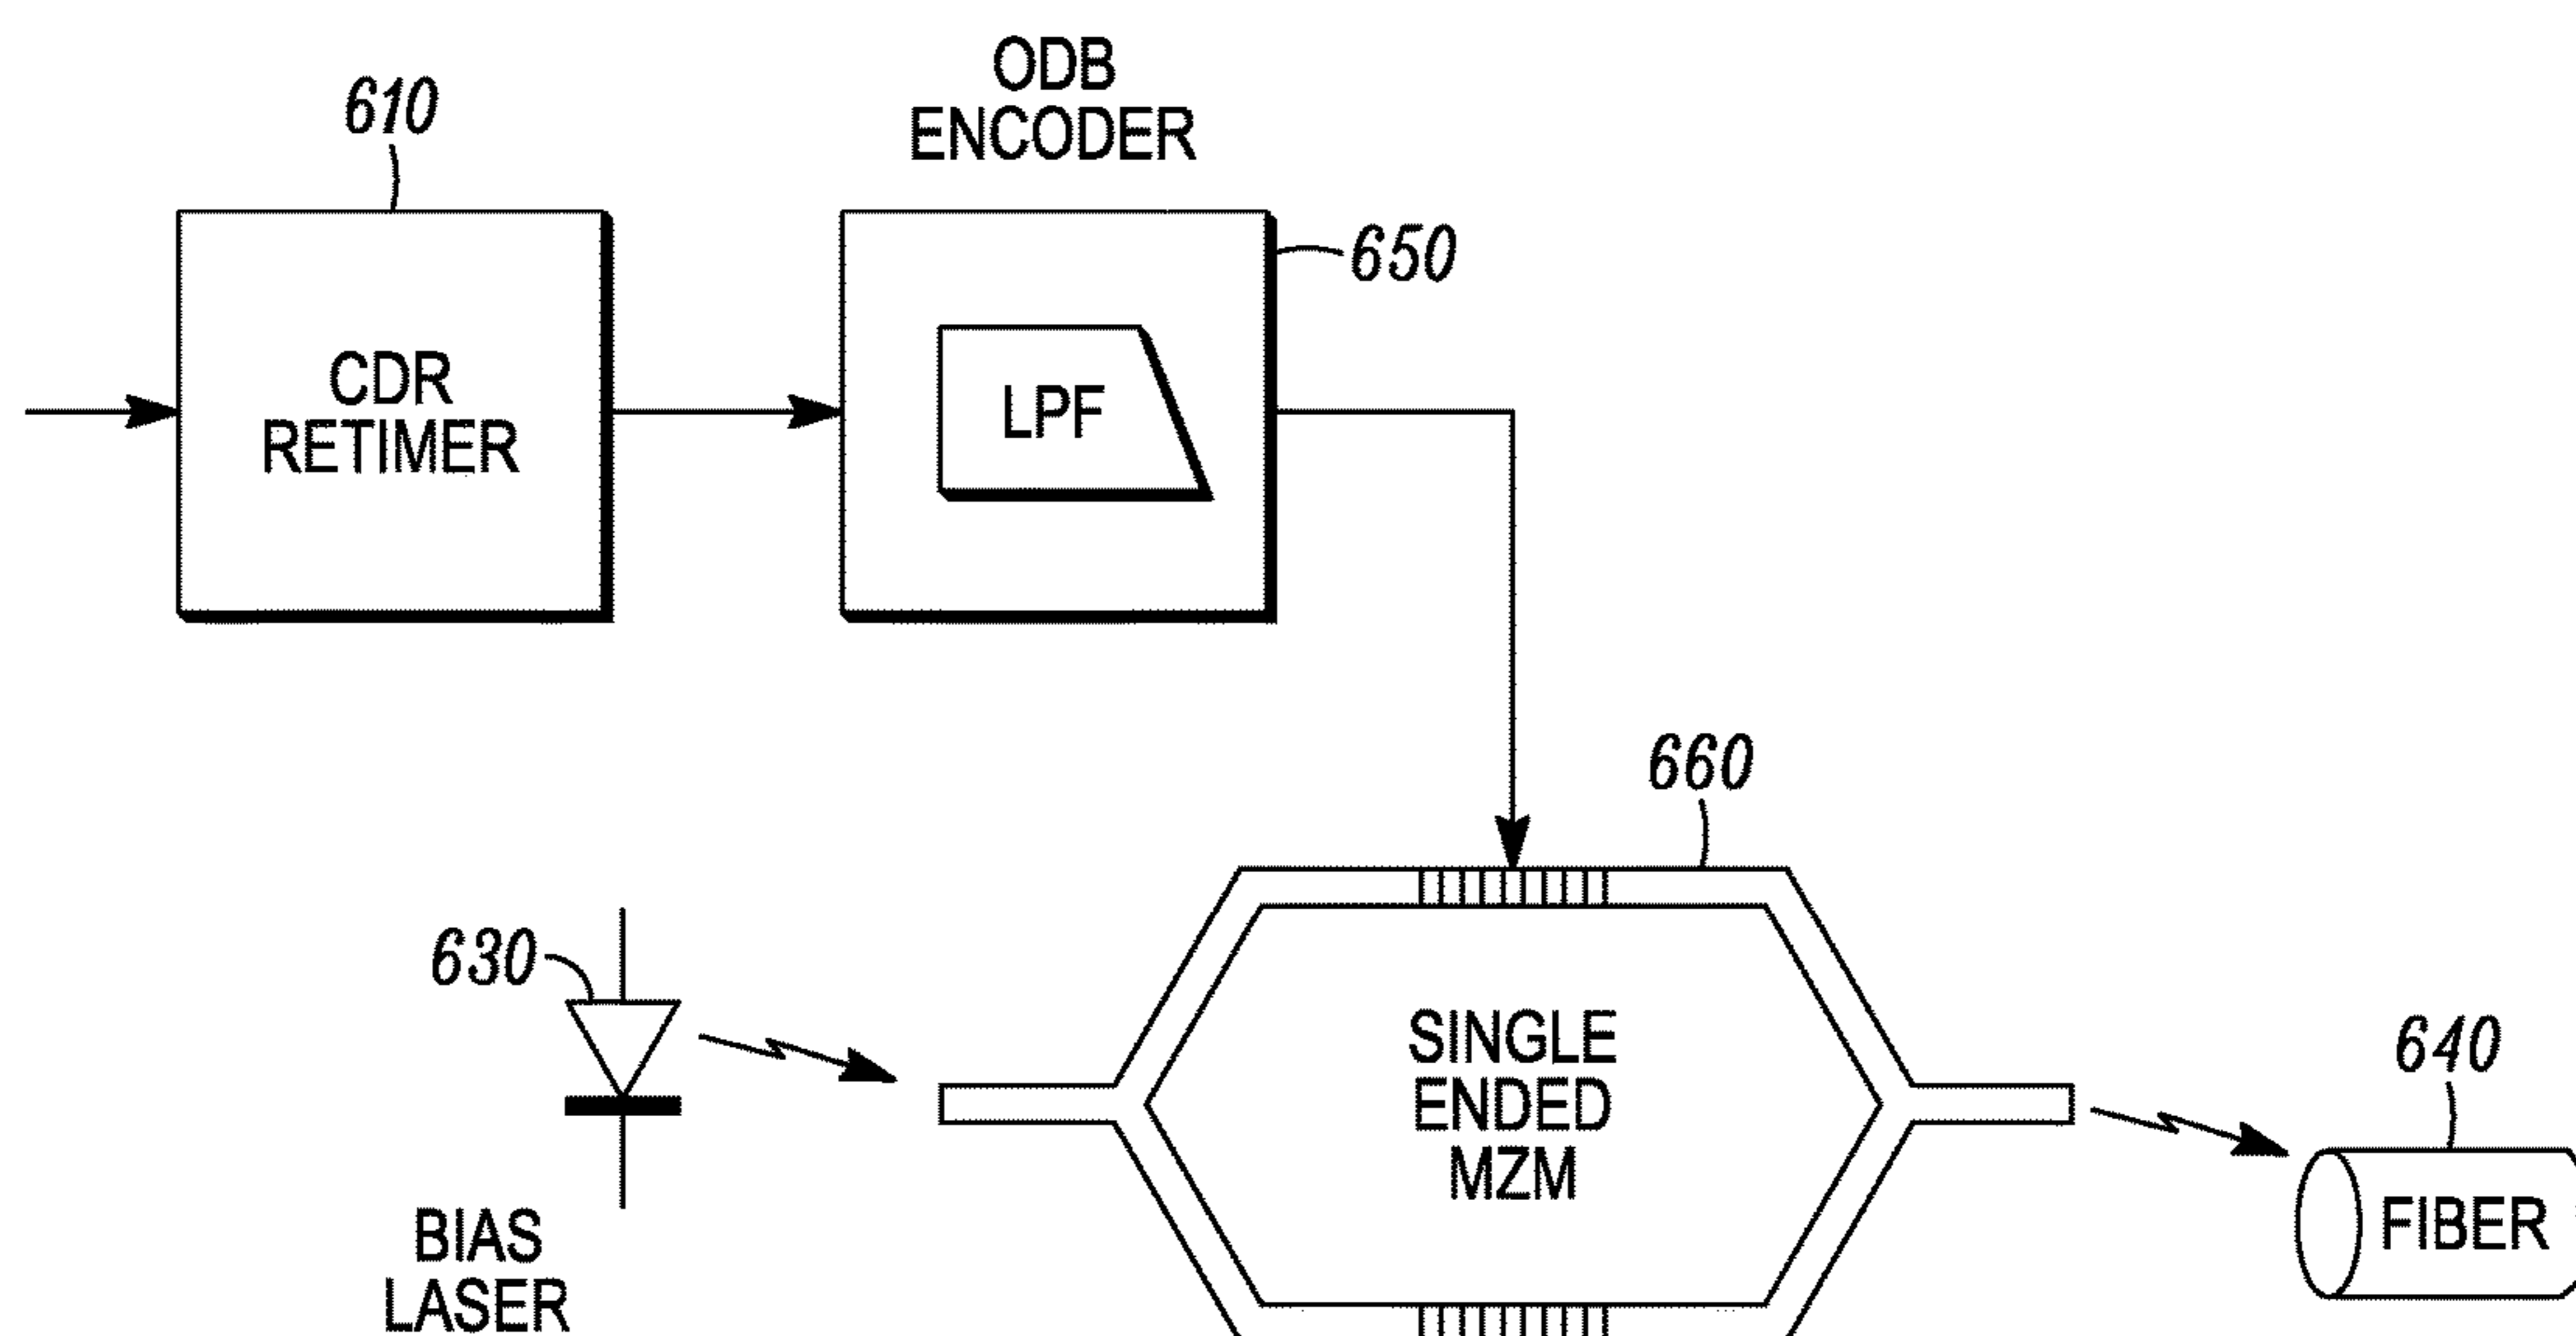 610
ODB
ENCODER
650
CDR
RETIMER
LPF
660
630
SINGLE
ENDED
MZM
640
FIBER
BIAS
LASER